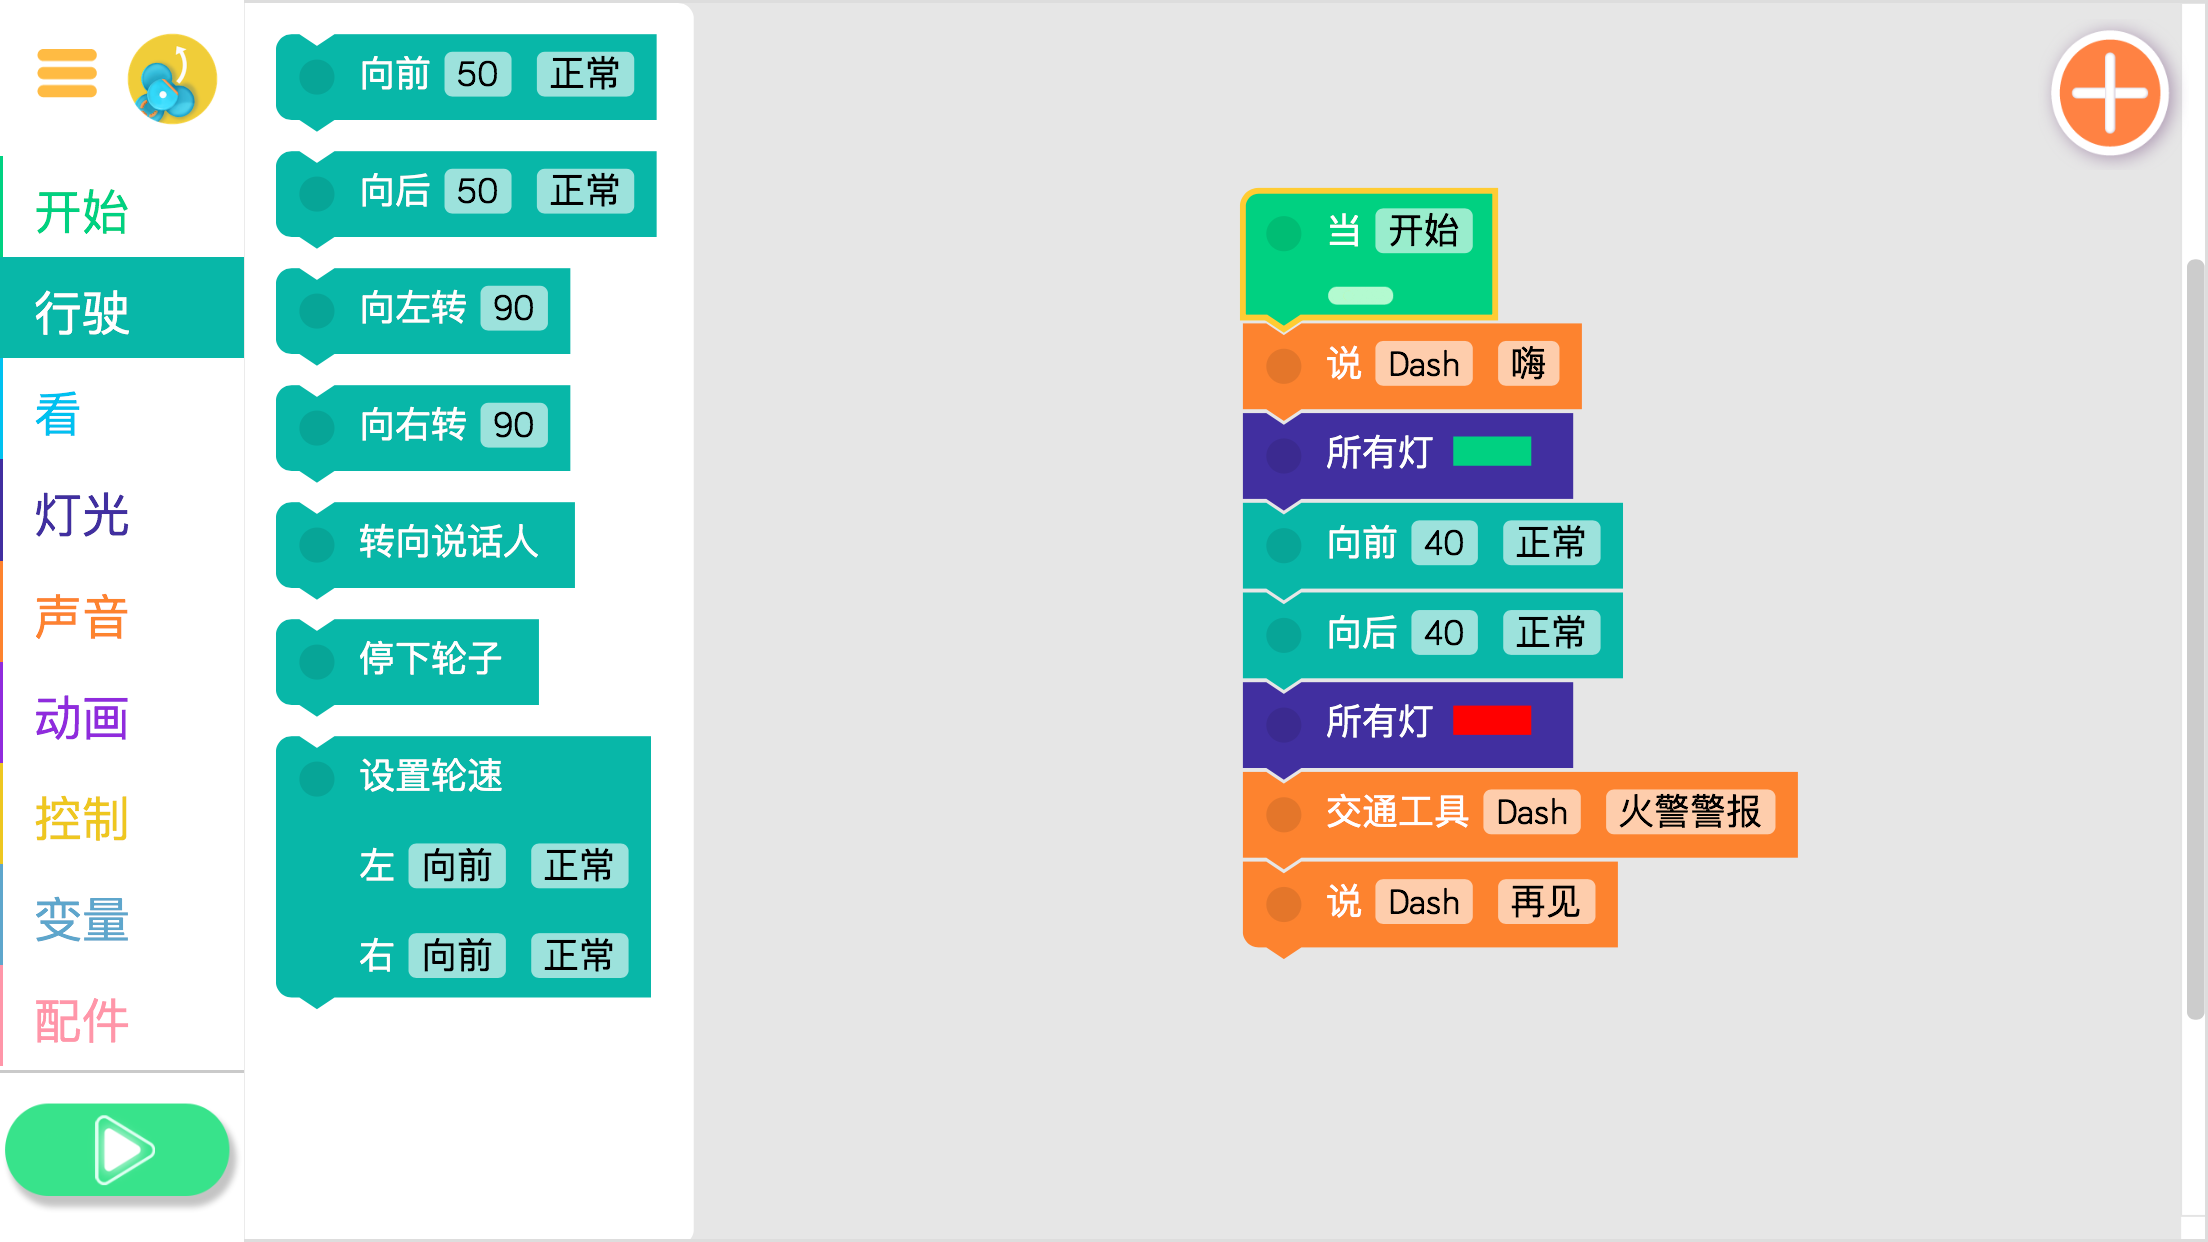 开始
行驶
看
灯光
声音
动画
控制
变量
配件
向前 50 正常
向后 50 正常
向左转 90
向右转 90
转向说话人
停下轮子
设置轮速
左 向前 正常
右 向前 正常
当 开始
说 Dash 嗨
所有灯
向前 40 正常
向后 40 正常
所有灯
交通工具 Dash 火警警报
说 Dash 再见